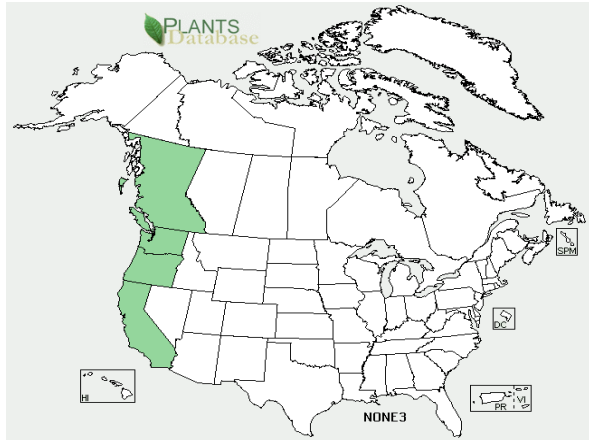 PLANTS
Database
SPM
DC
HI
PR
VI
NONE3